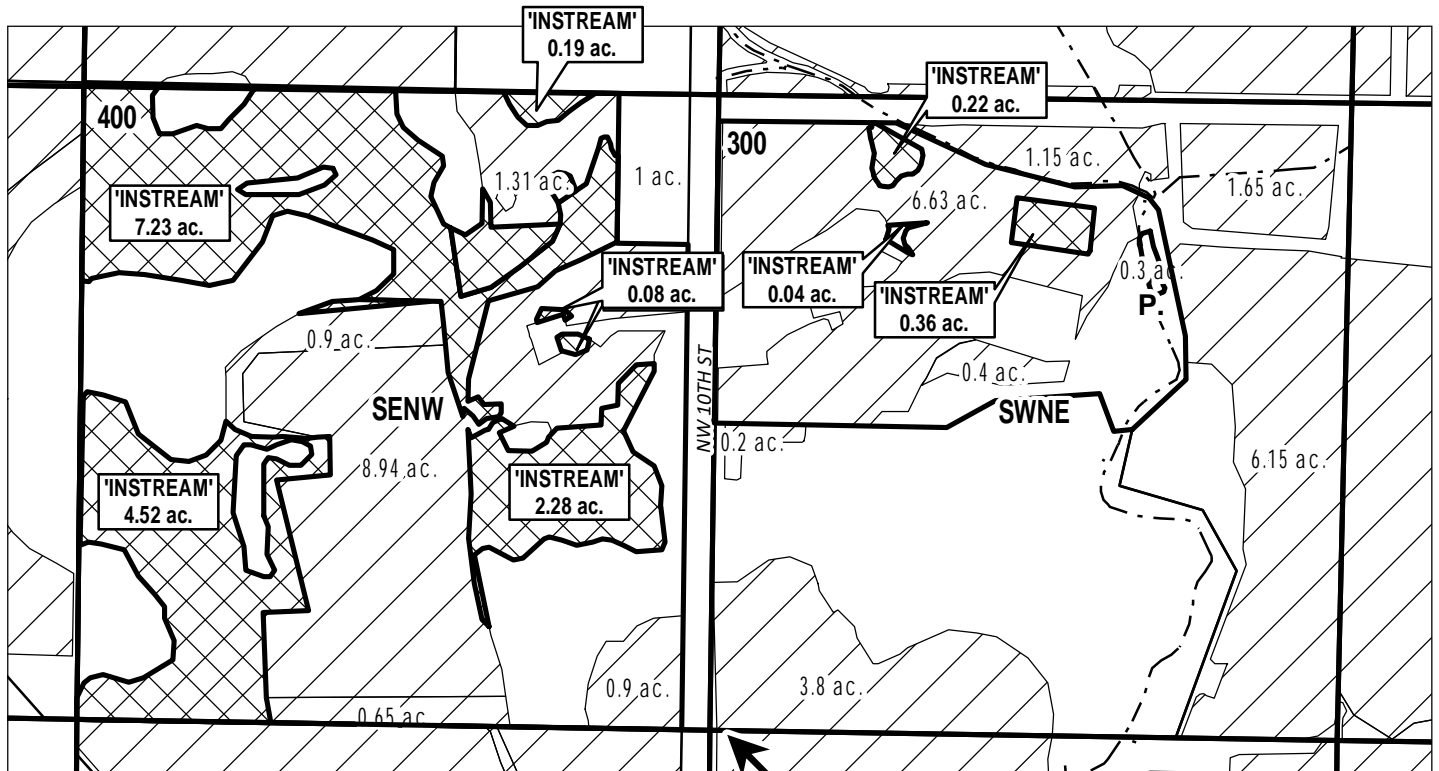 'INSTREAM'
0.19 ac.
'INSTREAM'
0.22 ac.
400
300
1.15 ac.
1.31 ac.
1 ac.
1.65 ac.
'INSTREAM'
7.23 ac.
6.63 ac.
'INSTREAM'
0.08 ac.
'INSTREAM'
0.04 ac.
'INSTREAM'
0.36 ac.
0.3 ac.
P.
0.9 ac.
NW 10TH ST
0.4 ac.
SENW
SWNE
0.2 ac.
8.94 ac.
6.15 ac.
'INSTREAM'
4.52 ac.
'INSTREAM'
2.28 ac.
0.9 ac.
3.8 ac.
0.65 ac.